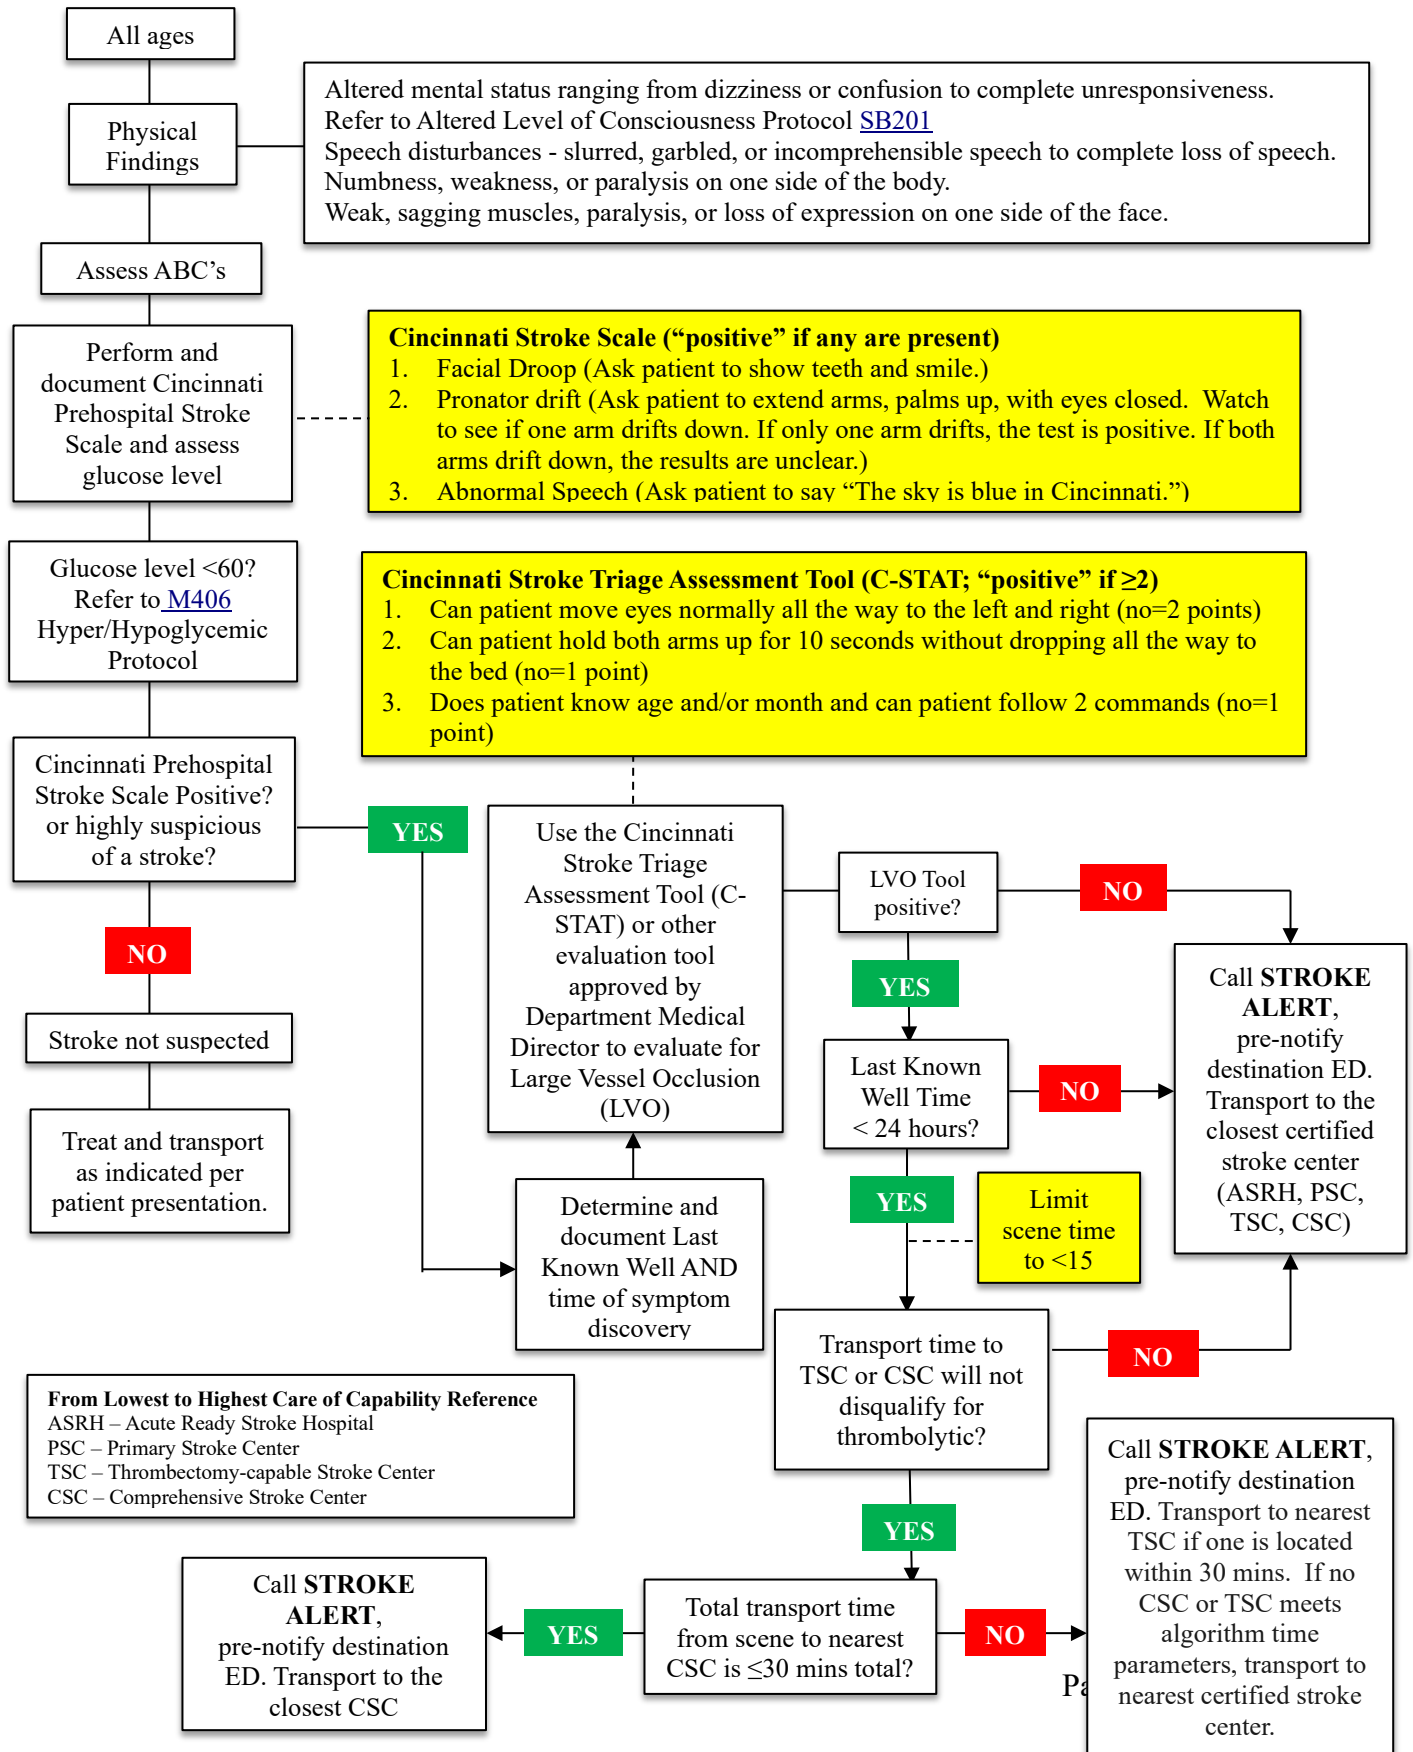 All ages
Physical
Findings
Altered mental status ranging from dizziness or confusion to complete unresponsiveness.
Refer to Altered Level of Consciousness Protocol SB201
Speech disturbances - slurred, garbled, or incomprehensible speech to complete loss of speech.
Numbness, weakness, or paralysis on one side of the body.
Weak, sagging muscles, paralysis, or loss of expression on one side of the face.
Assess ABC’s
Perform and
document Cincinnati
Prehospital Stroke
Scale and assess
glucose level
Cincinnati Stroke Scale (“positive” if any are present)
1. Facial Droop (Ask patient to show teeth and smile.)
2. Pronator drift (Ask patient to extend arms, palms up, with eyes closed. Watch
to see if one arm drifts down. If only one arm drifts, the test is positive. If both
arms drift down, the results are unclear.)
3. Abnormal Speech (Ask patient to say “The sky is blue in Cincinnati.”)
Glucose level <60?
Refer to M406
Hyper/Hypoglycemic
Protocol
Cincinnati Stroke Triage Assessment Tool (C-STAT; “positive” if ≥2)
1. Can patient move eyes normally all the way to the left and right (no=2 points)
2. Can patient hold both arms up for 10 seconds without dropping all the way to
the bed (no=1 point)
3. Does patient know age and/or month and can patient follow 2 commands (no=1
point)
Cincinnati Prehospital
Stroke Scale Positive?
or highly suspicious
of a stroke?
YES
NO
Stroke not suspected
Treat and transport
as indicated per
patient presentation.
Determine and
document Last
Known Well AND
time of symptom
discovery
Use the Cincinnati
Stroke Triage
Assessment Tool (C-
STAT) or other
evaluation tool
approved by
Department Medical
Director to evaluate for
Large Vessel Occlusion
(LVO)
LVO Tool
positive?
NO
YES
Last Known
Well Time
< 24 hours?
NO
Call STROKE
ALERT,
pre-notify
destination ED.
Transport to the
closest certified
stroke center
(ASRH, PSC,
TSC, CSC)
YES
Limit
scene time
to <15
Transport time to
TSC or CSC will not
disqualify for
thrombolytic?
NO
From Lowest to Highest Care of Capability Reference
ASRH – Acute Ready Stroke Hospital
PSC – Primary Stroke Center
TSC – Thrombectomy-capable Stroke Center
CSC – Comprehensive Stroke Center
YES
Total transport time
from scene to nearest
CSC is ≤30 mins total?
YES
Call STROKE
ALERT,
pre-notify destination
ED. Transport to the
closest CSC
NO
Call STROKE ALERT,
pre-notify destination
ED. Transport to nearest
TSC if one is located
within 30 mins. If no
CSC or TSC meets
algorithm time
parameters, transport to
nearest certified stroke
center.